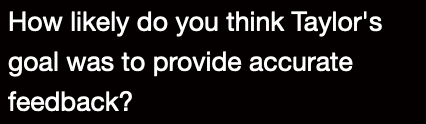 How likely do you think Taylor's
goal was to provide accurate
feedback?